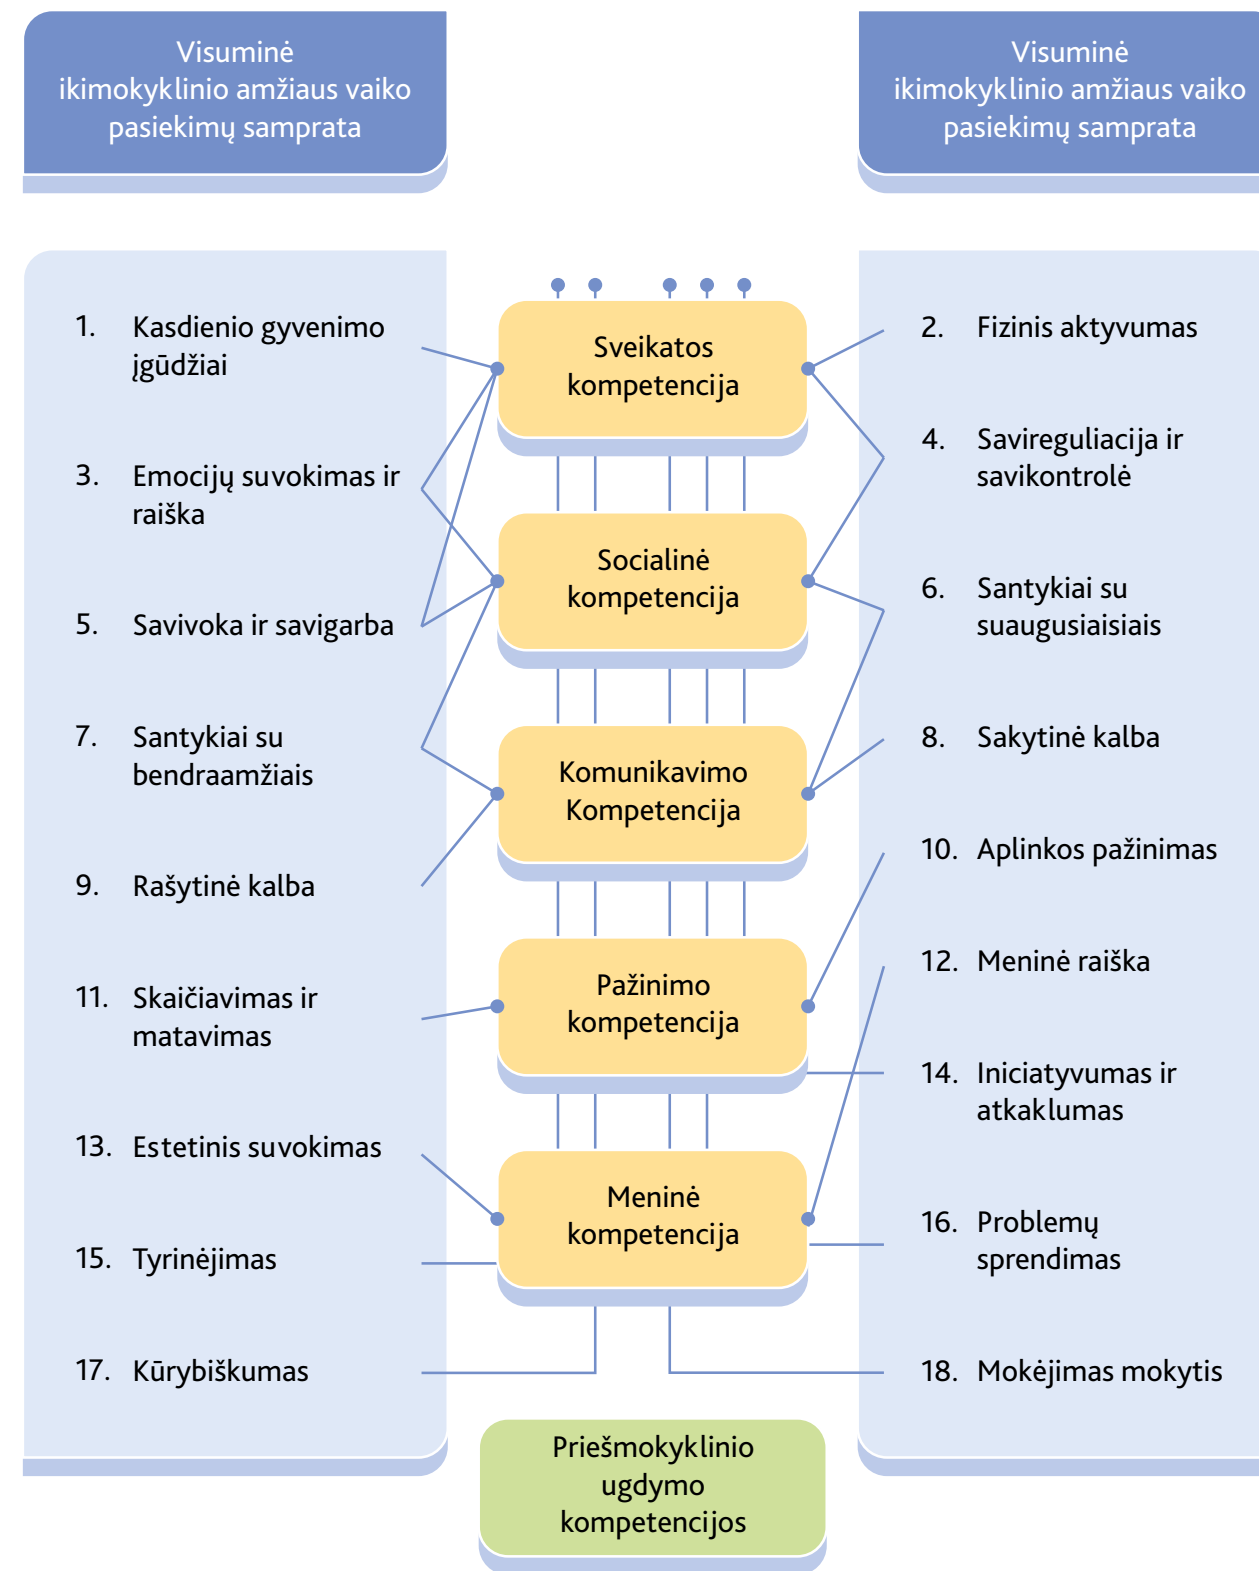 Visuminė
ikimokyklinio amžiaus vaiko
pasiekimų samprata
Visuminė
ikimokyklinio amžiaus vaiko
pasiekimų samprata
1. Kasdienio gyvenimo
įgūdžiai
3. Emocijų suvokimas ir
raiška
5. Savivoka ir savigarba
7. Santykiai su
bendraamžiais
9. Rašytinė kalba
11. Skaičiavimas ir
matavimas
13. Estetinis suvokimas
15. Tyrinėjimas
17. Kūrybiškumas
Sveikatos
kompetencija
Socialinė
kompetencija
Komunikavimo
Kompetencija
Pažinimo
kompetencija
Meninė
kompetencija
Priešmokyklinio
ugdymo
kompetencijos
2. Fizinis aktyvumas
4. Savireguliacija ir
savikontrolė
6. Santykiai su
suaugusiaisiais
8. Sakytinė kalba
10. Aplinkos pažinimas
12. Meninė raiška
14. Iniciatyvumas ir
atkaklumas
16. Problemų
sprendimas
18. Mokėjimas mokytis